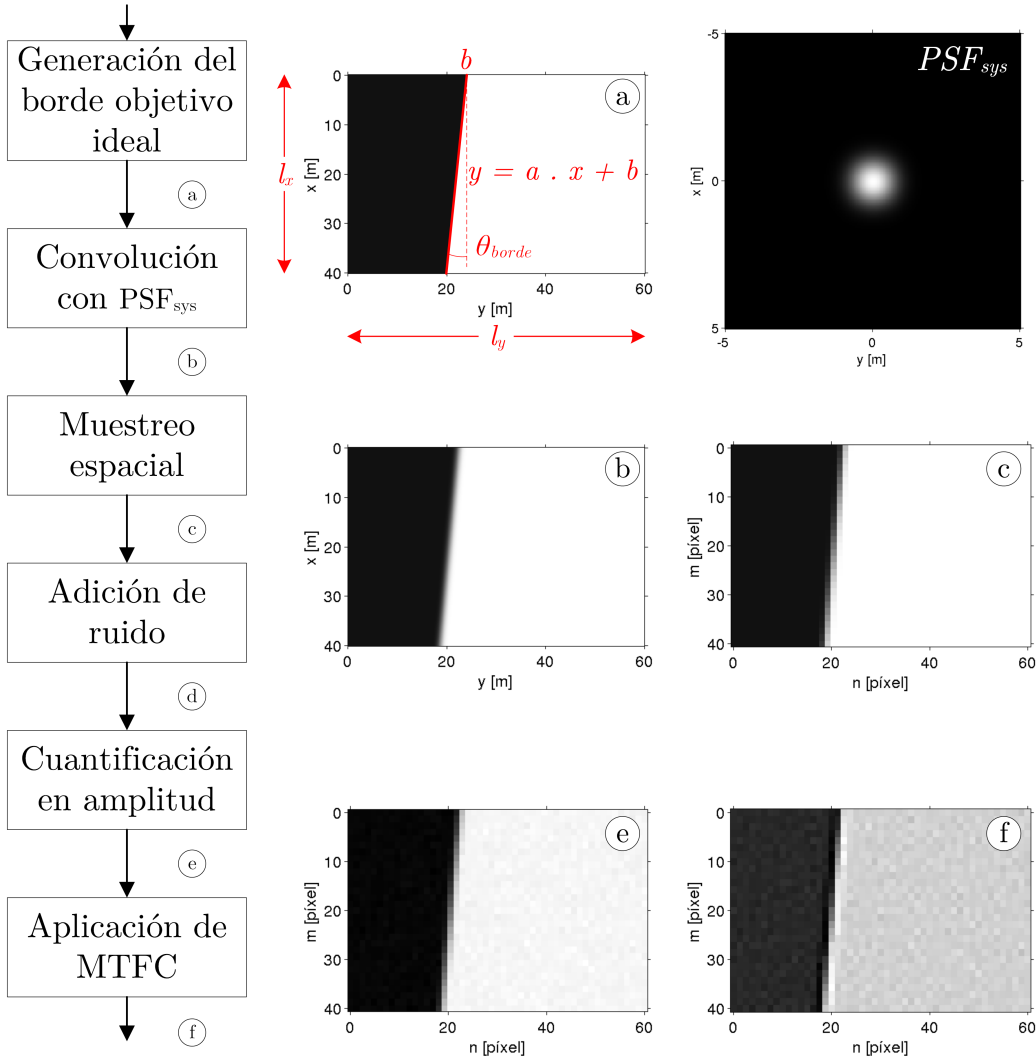 Generación del
borde objetivo
ideal
a
Convolución
con PSFsys
b
Muestreo
espacial
c
Adición de
ruido
d
Cuantificación
en amplitud
e
Aplicación de
MTFC
f
b
a
lx
y = a . x + b
θborde
0
10
20
30
40
x [m]
0
20
40
60
y [m]
ly
PSFsys
-5
0
5
x [m]
-5
0
5
y [m]
b
0
10
20
30
40
x [m]
0
20
40
60
y [m]
c
0
10
20
30
40
m [píxel]
0
20
40
60
n [píxel]
e
0
10
20
30
40
m [píxel]
0
20
40
60
n [píxel]
f
0
10
20
30
40
m [píxel]
0
20
40
60
n [píxel]